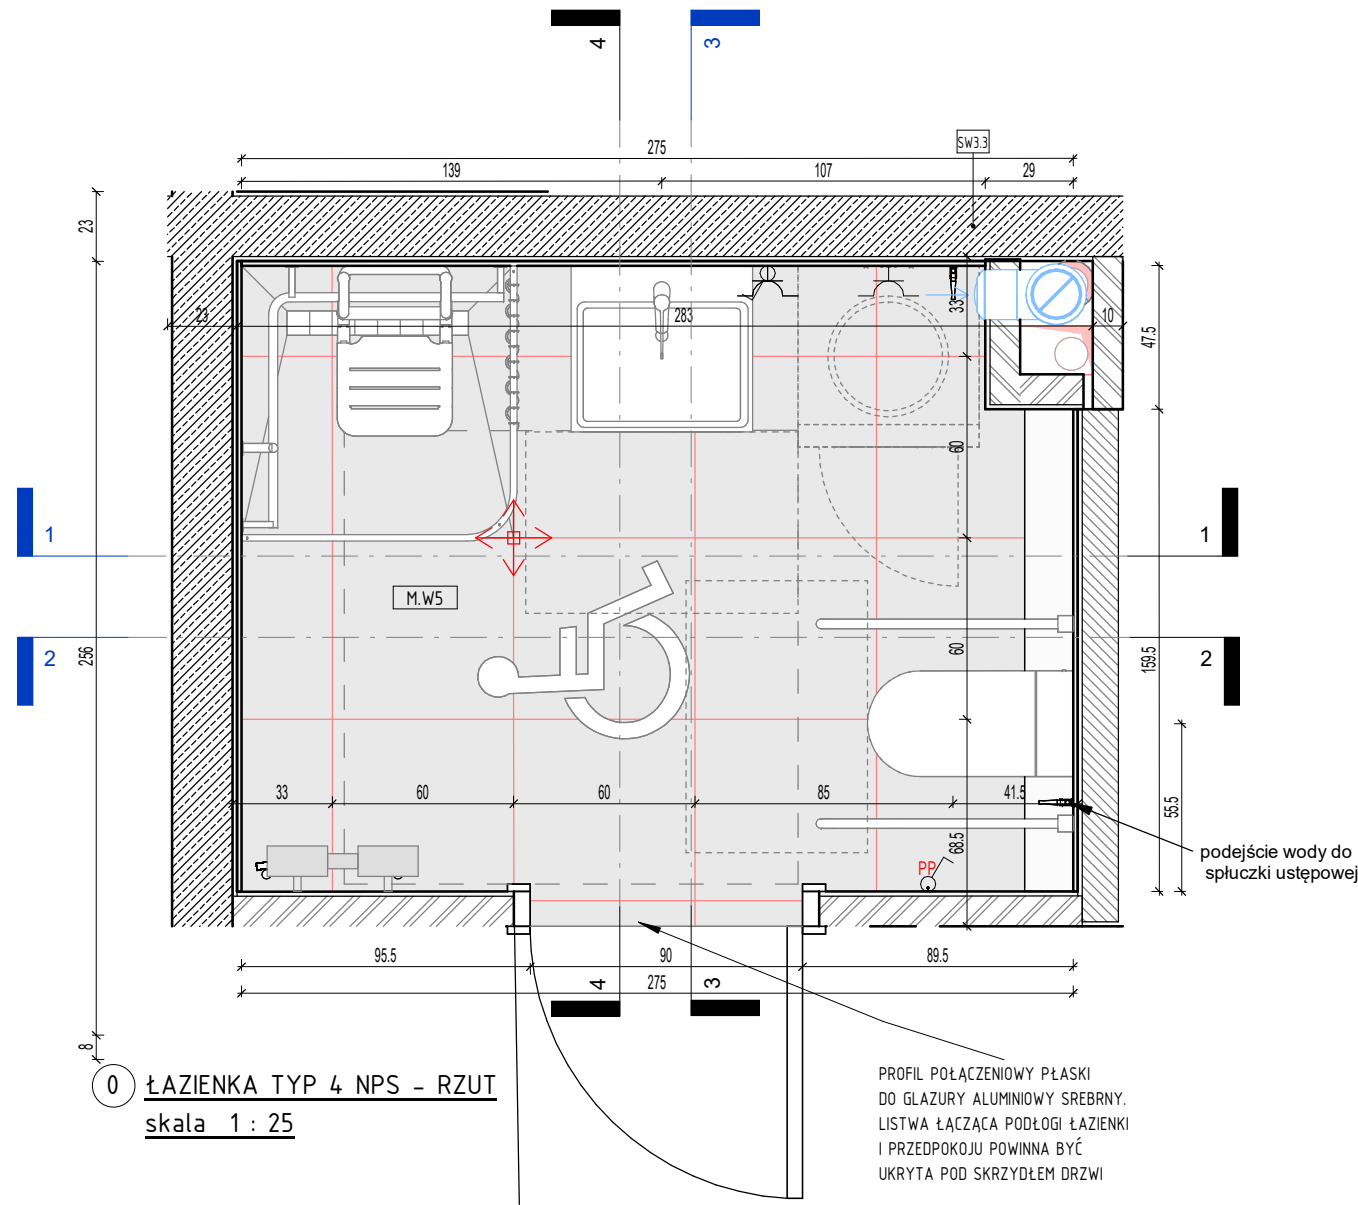 4
3
275
SW3.3
139
107
29
23
23
283
33
10
47.5
60
1
1
M.W5
2
2
256
60
159.5
33
60
60
85
41.5
55.5
68.5
PP
podejście wody do
spłuczki ustępowej
95.5
90
89.5
4
275
3
8
0 ŁAZIENKA TYP 4 NPS - RZUT
skala 1 : 25
PROFIL POŁĄCZENIOWY PŁASKI
DO GLAZURY ALUMINIOWY SREBRNY.
LISTWA ŁĄCZĄCA PODŁOGI ŁAZIENKI
I PRZEDPOKOJU POWINNA BYĆ
UKRYTA POD SKRZYDŁEM DRZWI